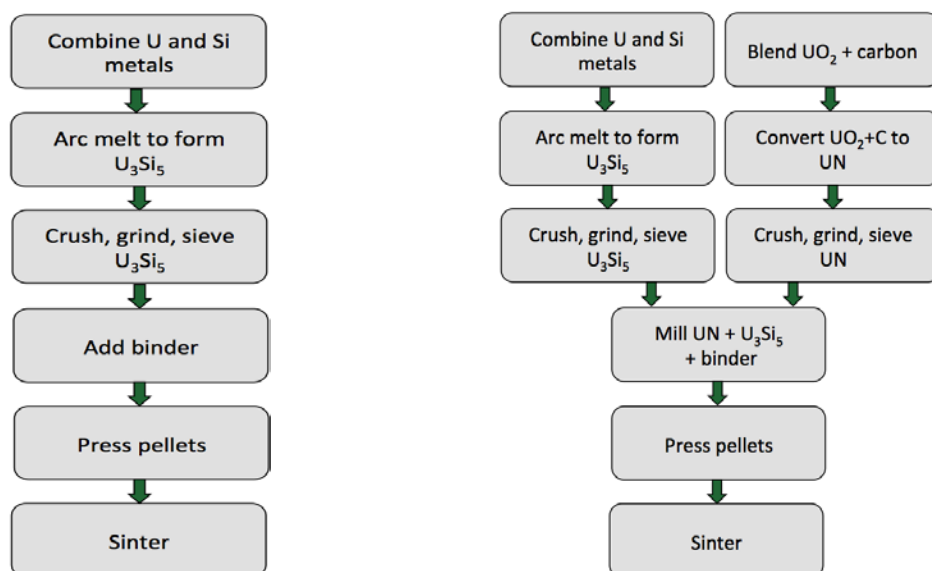 Combine U and Si
metals
Arc melt to form
U₃Si₅
Crush, grind, sieve
U₃Si₅
Add binder
Press pellets
Sinter
Combine U and Si
metals
Arc melt to form
U₃Si₅
Crush, grind, sieve
U₃Si₅
Blend UO₂ + carbon
Convert UO₂+C to
UN
Crush, grind, sieve
UN
Mill UN + U₃Si₅
+ binder
Press pellets
Sinter